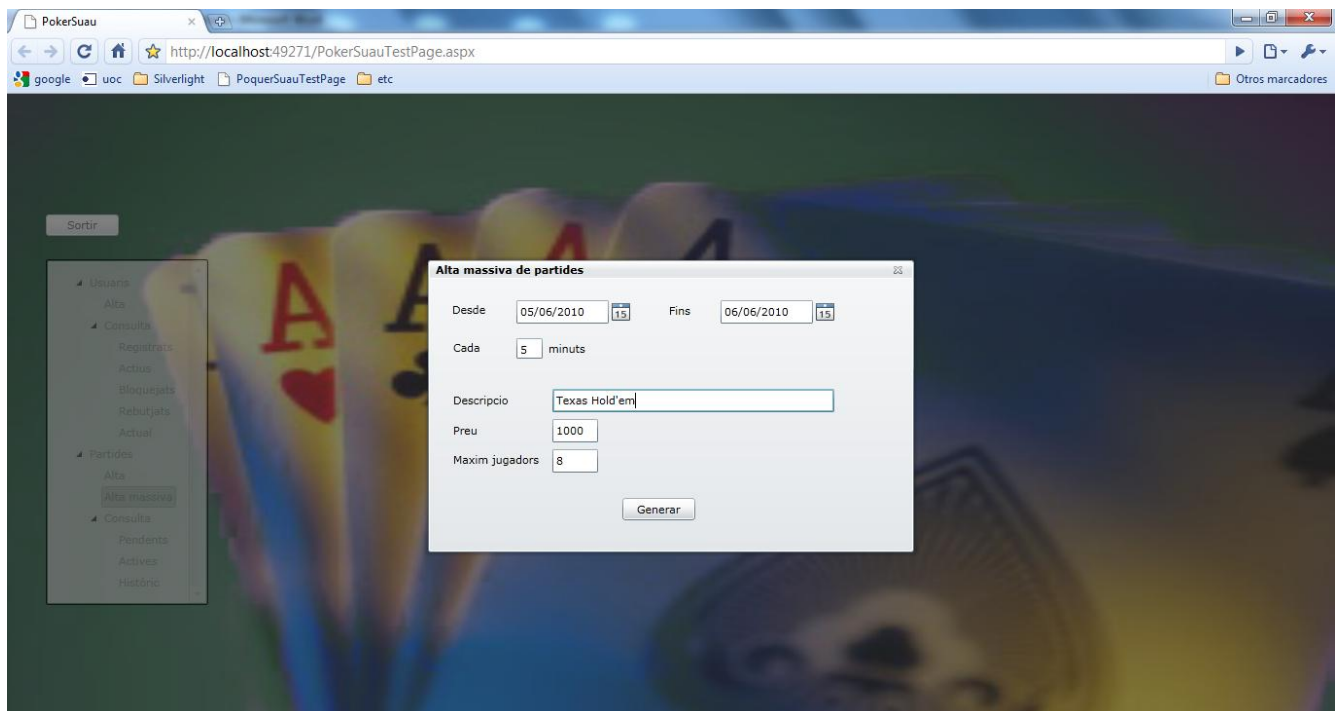 PokerSuau
http://localhost:49271/PokerSuauTestPage.aspx
google uoc Silverlight PoquerSuauTestPage etc Otros marcadores
Sortir
Usuaris
Alta
Consulta
Registrats
Actius
Bloquejats
Rebutjats
Actual
Partides
Alta
Alta massiva
Consulta
Pendents
Actives
Històric
Alta massiva de partides
Desde 05/06/2010 15 Fins 06/06/2010 15
Cada 5 minuts
Descripcio Texas Hold'em
Preu 1000
Maxim jugadors 8
Generar
A A A A